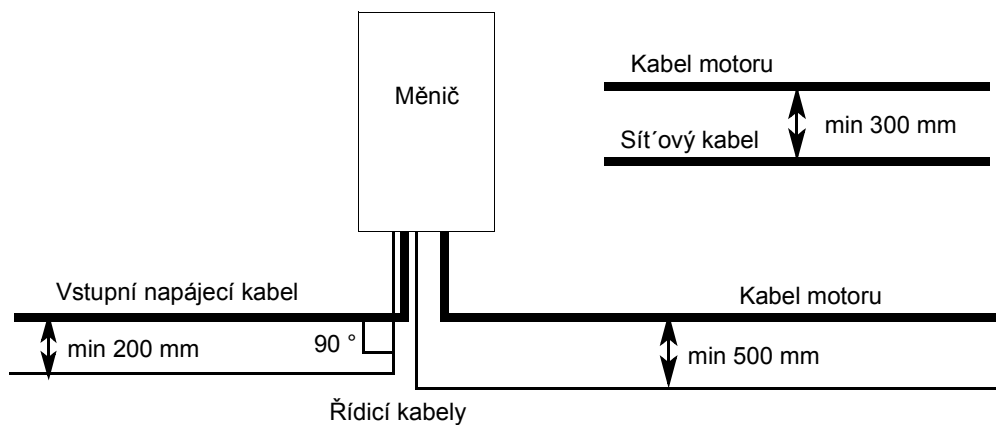 Kabel motoru
Měnič
min 300 mm
Sít´ový kabel
Vstupní napájecí kabel
Kabel motoru
min 200 mm
90 °
min 500 mm
Řídicí kabely